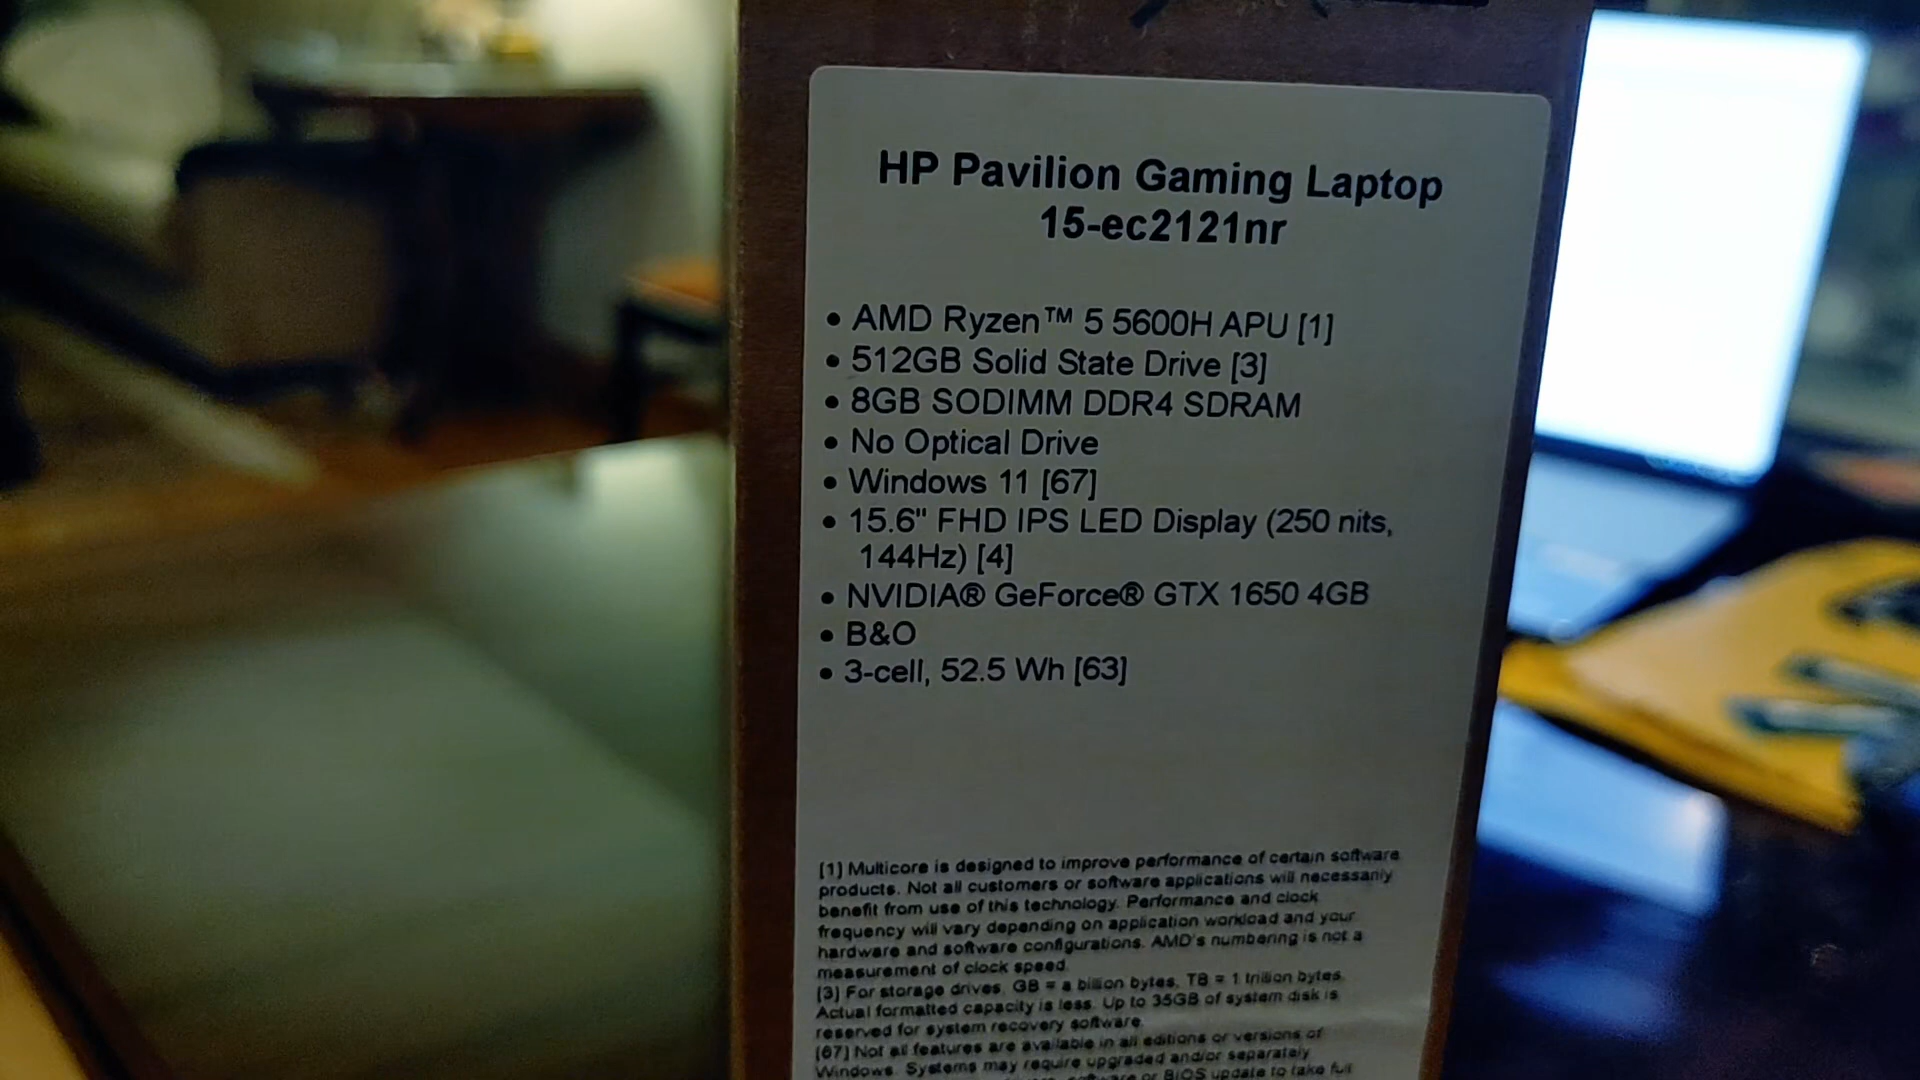 HP Pavilion Gaming Laptop
15-ec2121nr
• AMD Ryzen™ 5 5600H APU [1]
• 512GB Solid State Drive [3]
• 8GB SODIMM DDR4 SDRAM
• No Optical Drive
• Windows 11 [67]
• 15.6" FHD IPS LED Display (250 nits,
144Hz) [4]
• NVIDIA® GeForce® GTX 1650 4GB
• B&O
• 3-cell, 52.5 Wh [63]
[1] Multicore is designed to improve performance of certain software
products. Not all customers or software applications will necessarily
benefit from use of this technology. Performance and clock
frequency will vary depending on application workload and your
hardware and software configurations. AMD's numbering is not a
measurement of clock speed.
[3] For storage drives, GB = a billion bytes. TB = 1 trillion bytes.
Actual formatted capacity is less. Up to 35GB of system disk is
reserved for system recovery software.
[67] Not all features are available in all editions or versions of
Windows. Systems may require upgraded and/or separately
or BIOS update to take full